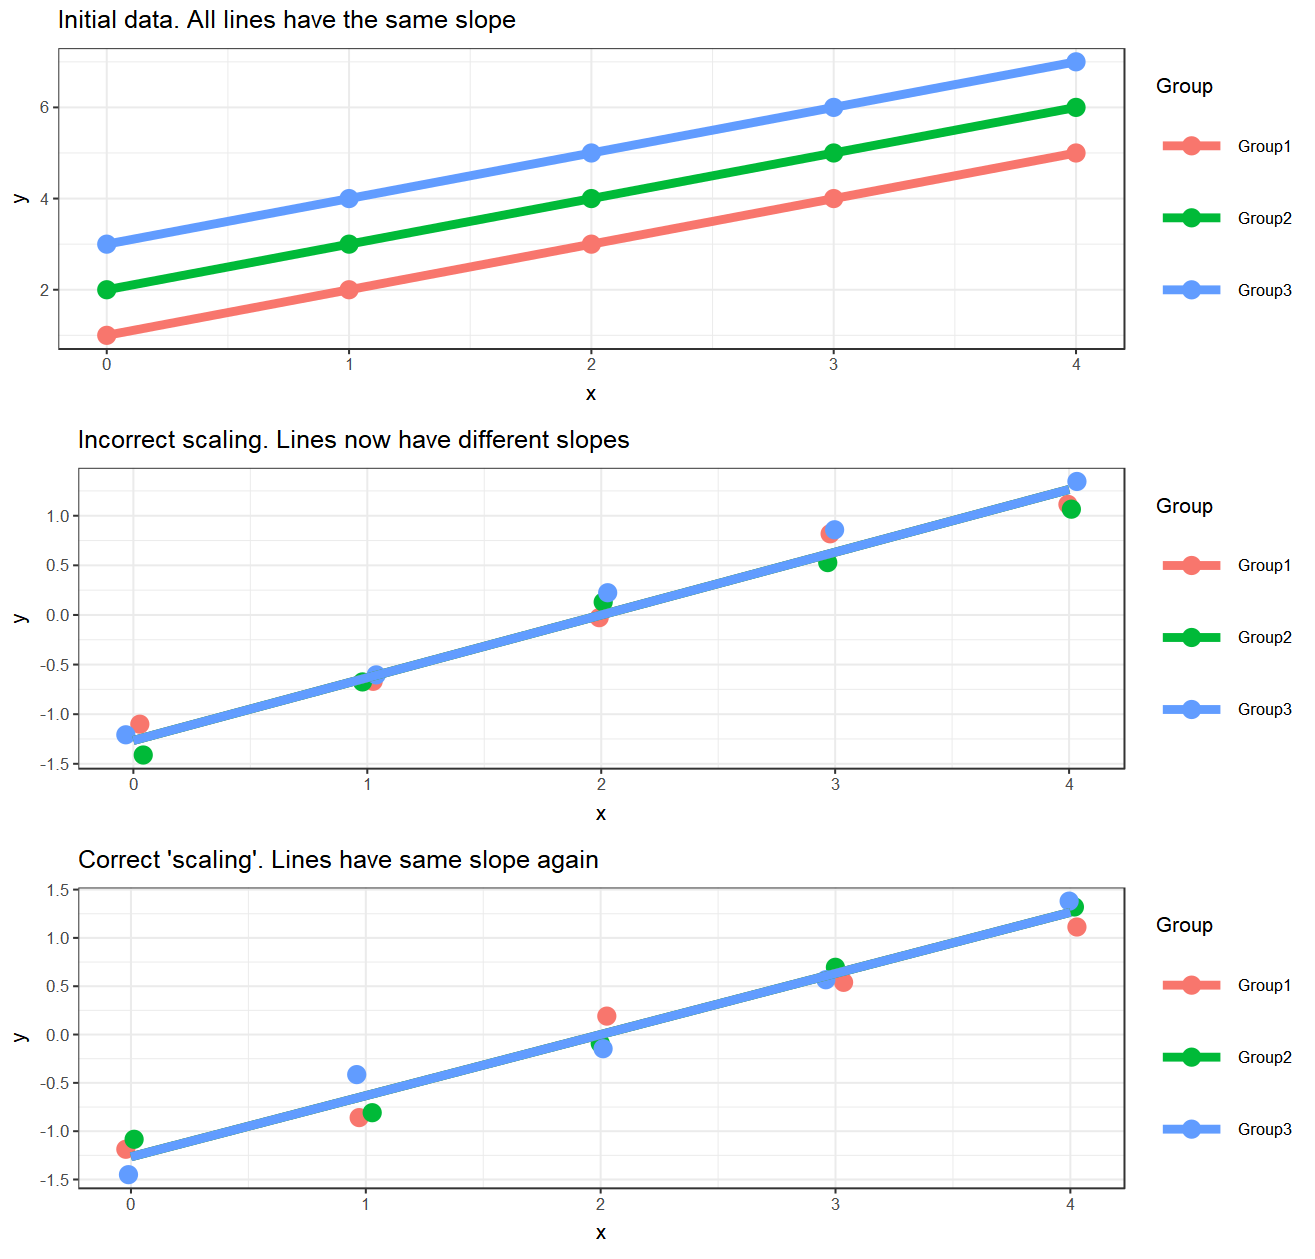 Initial data. All lines have the same slope
y
6
4
2
0 1 2 3 4
x
Group
Group1
Group2
Group3
Incorrect scaling. Lines now have different slopes
y
1.0
0.5
0.0
-0.5
-1.0
-1.5
0 1 2 3 4
x
Group
Group1
Group2
Group3
Correct 'scaling'. Lines have same slope again
y
1.5
1.0
0.5
0.0
-0.5
-1.0
-1.5
0 1 2 3 4
x
Group
Group1
Group2
Group3